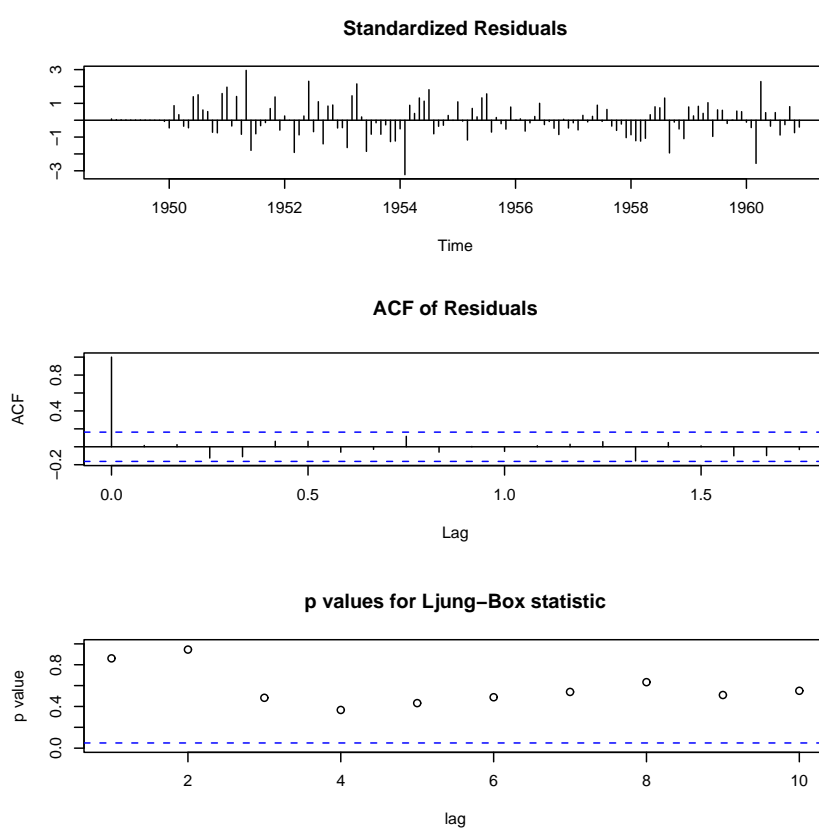 Standardized Residuals
3
1
−1
−3
1950 1952 1954 1956 1958 1960
Time
ACF of Residuals
ACF
0.8
0.4
−0.2
0.0 0.5 1.0 1.5
Lag
p values for Ljung−Box statistic
p value
0.8
0.4
0.0
2 4 6 8 10
lag